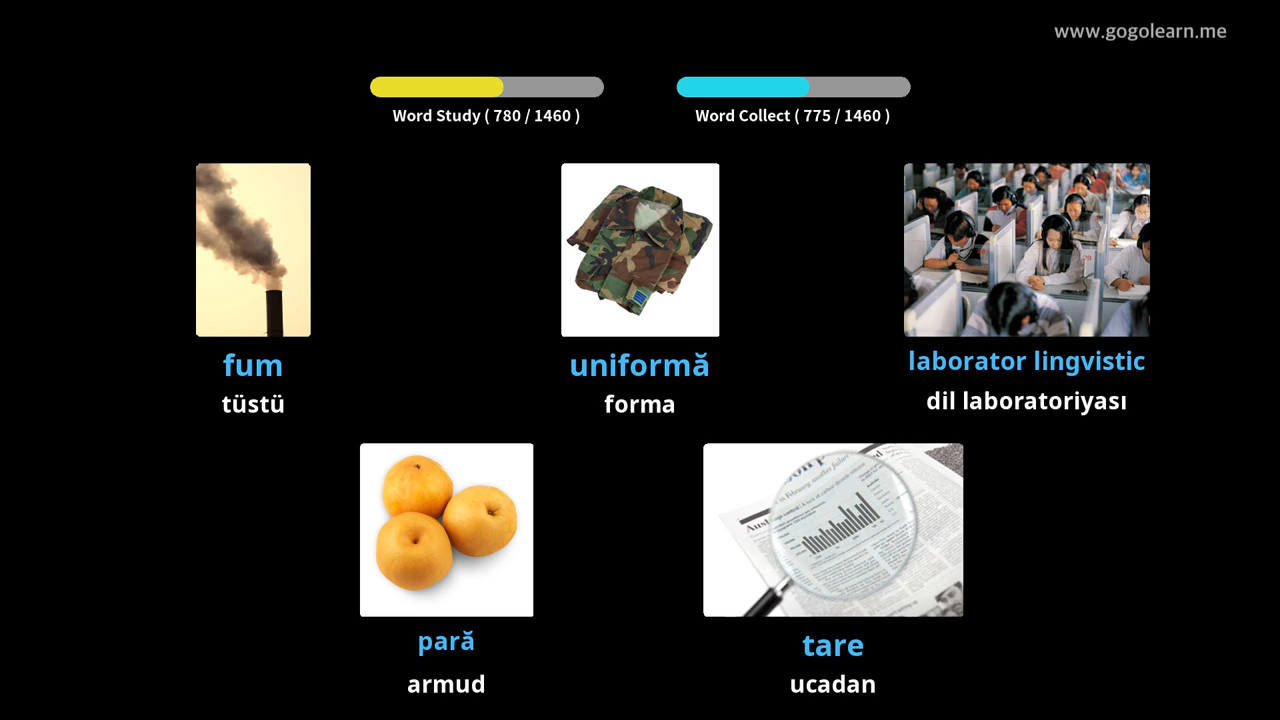 www.gogolearn.me
Word Study ( 780 / 1460 )
Word Collect ( 775 / 1460 )
fum
tüstü
uniformă
forma
laborator lingvistic
dil laboratoriyası
pară
armud
tare
ucadan